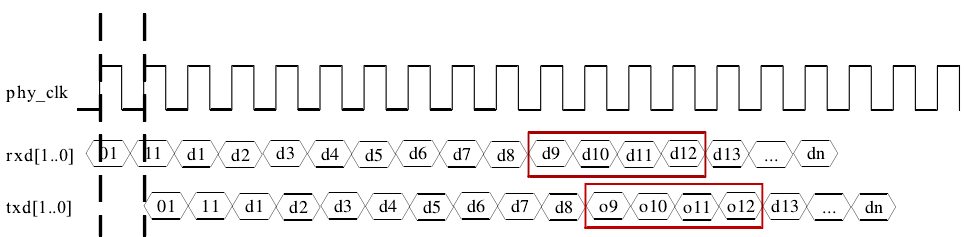 phy_clk
rxd[1..0] 01 11 d1 d2 d3 d4 d5 d6 d7 d8 d9 d10 d11 d12 d13 ... dn
txd[1..0] 01 11 d1 d2 d3 d4 d5 d6 d7 d8 o9 o10 o11 o12 d13 ... dn